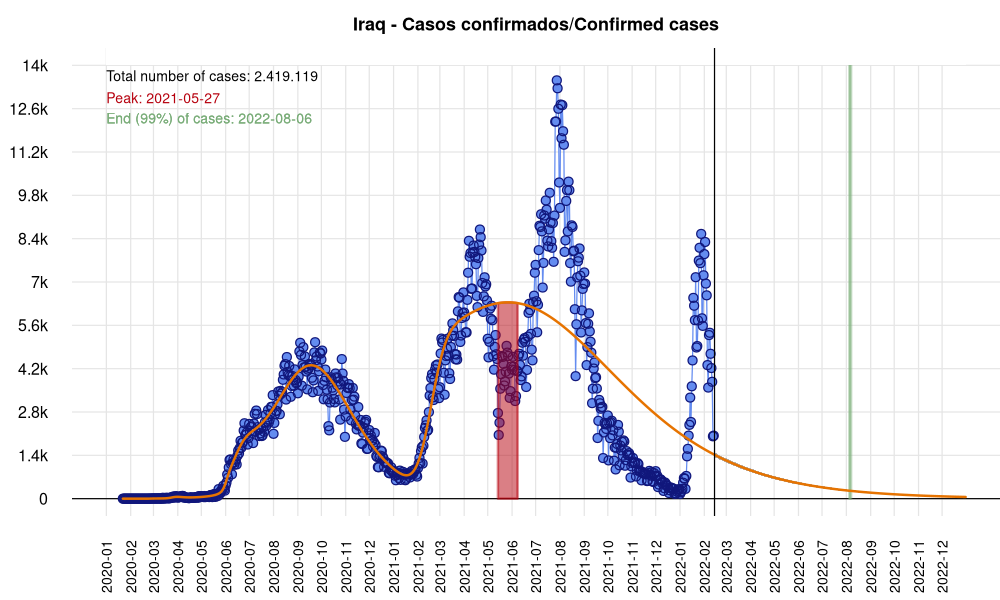 Iraq - Casos confirmados/Confirmed cases
Total number of cases: 2.419.119
Peak: 2021-05-27
End (99%) of cases: 2022-08-06
14k
12.6k
11.2k
9.8k
8.4k
7k
5.6k
4.2k
2.8k
1.4k
0
2020-01
2020-02
2020-03
2020-04
2020-05
2020-06
2020-07
2020-08
2020-09
2020-10
2020-11
2020-12
2021-01
2021-02
2021-03
2021-04
2021-05
2021-06
2021-07
2021-08
2021-09
2021-10
2021-11
2021-12
2022-01
2022-02
2022-03
2022-04
2022-05
2022-06
2022-07
2022-08
2022-09
2022-10
2022-11
2022-12